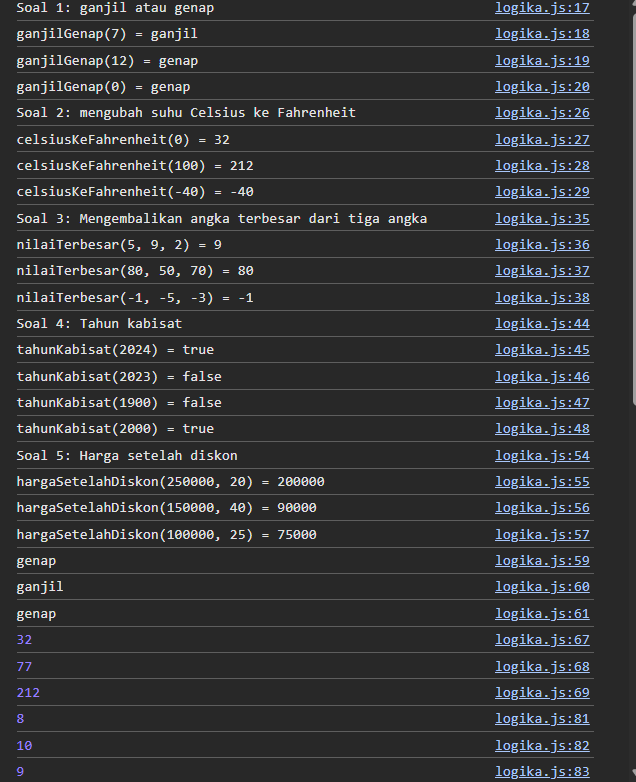 Soal 1: ganjil atau genap logika.js:17
ganjilGenap(7) = ganjil logika.js:18
ganjilGenap(12) = genap logika.js:19
ganjilGenap(0) = genap logika.js:20
Soal 2: mengubah suhu Celsius ke Fahrenheit logika.js:26
celsiusKeFahrenheit(0) = 32 logika.js:27
celsiusKeFahrenheit(100) = 212 logika.js:28
celsiusKeFahrenheit(-40) = -40 logika.js:29
Soal 3: Mengembalikan angka terbesar dari tiga angka logika.js:35
nilaiTerbesar(5, 9, 2) = 9 logika.js:36
nilaiTerbesar(80, 50, 70) = 80 logika.js:37
nilaiTerbesar(-1, -5, -3) = -1 logika.js:38
Soal 4: Tahun kabisat logika.js:44
tahunKabisat(2024) = true logika.js:45
tahunKabisat(2023) = false logika.js:46
tahunKabisat(1900) = false logika.js:47
tahunKabisat(2000) = true logika.js:48
Soal 5: Harga setelah diskon logika.js:54
hargaSetelahDiskon(250000, 20) = 200000 logika.js:55
hargaSetelahDiskon(150000, 40) = 90000 logika.js:56
hargaSetelahDiskon(100000, 25) = 75000 logika.js:57
genap logika.js:59
ganjil logika.js:60
genap logika.js:61
32 logika.js:67
77 logika.js:68
212 logika.js:69
8 logika.js:81
10 logika.js:82
9 logika.js:83